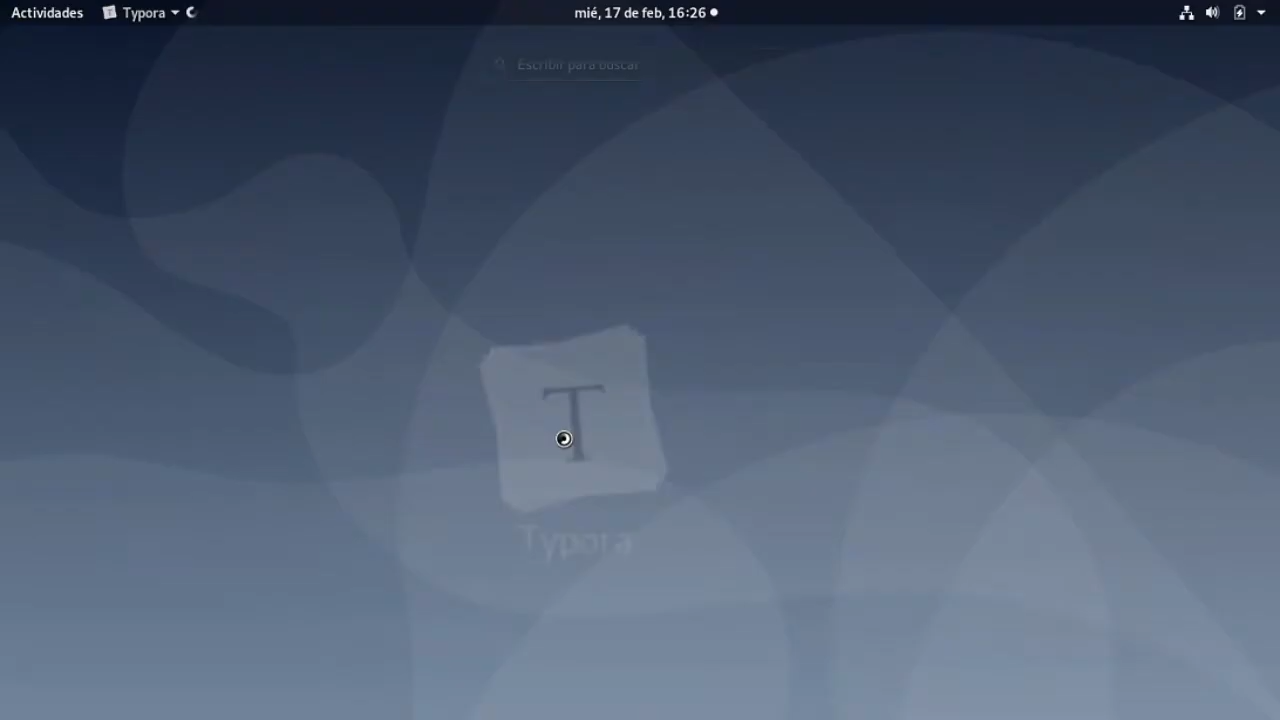 Actividades
Typora
mié, 17 de feb, 16:26
Escribir para buscar
T
Typora